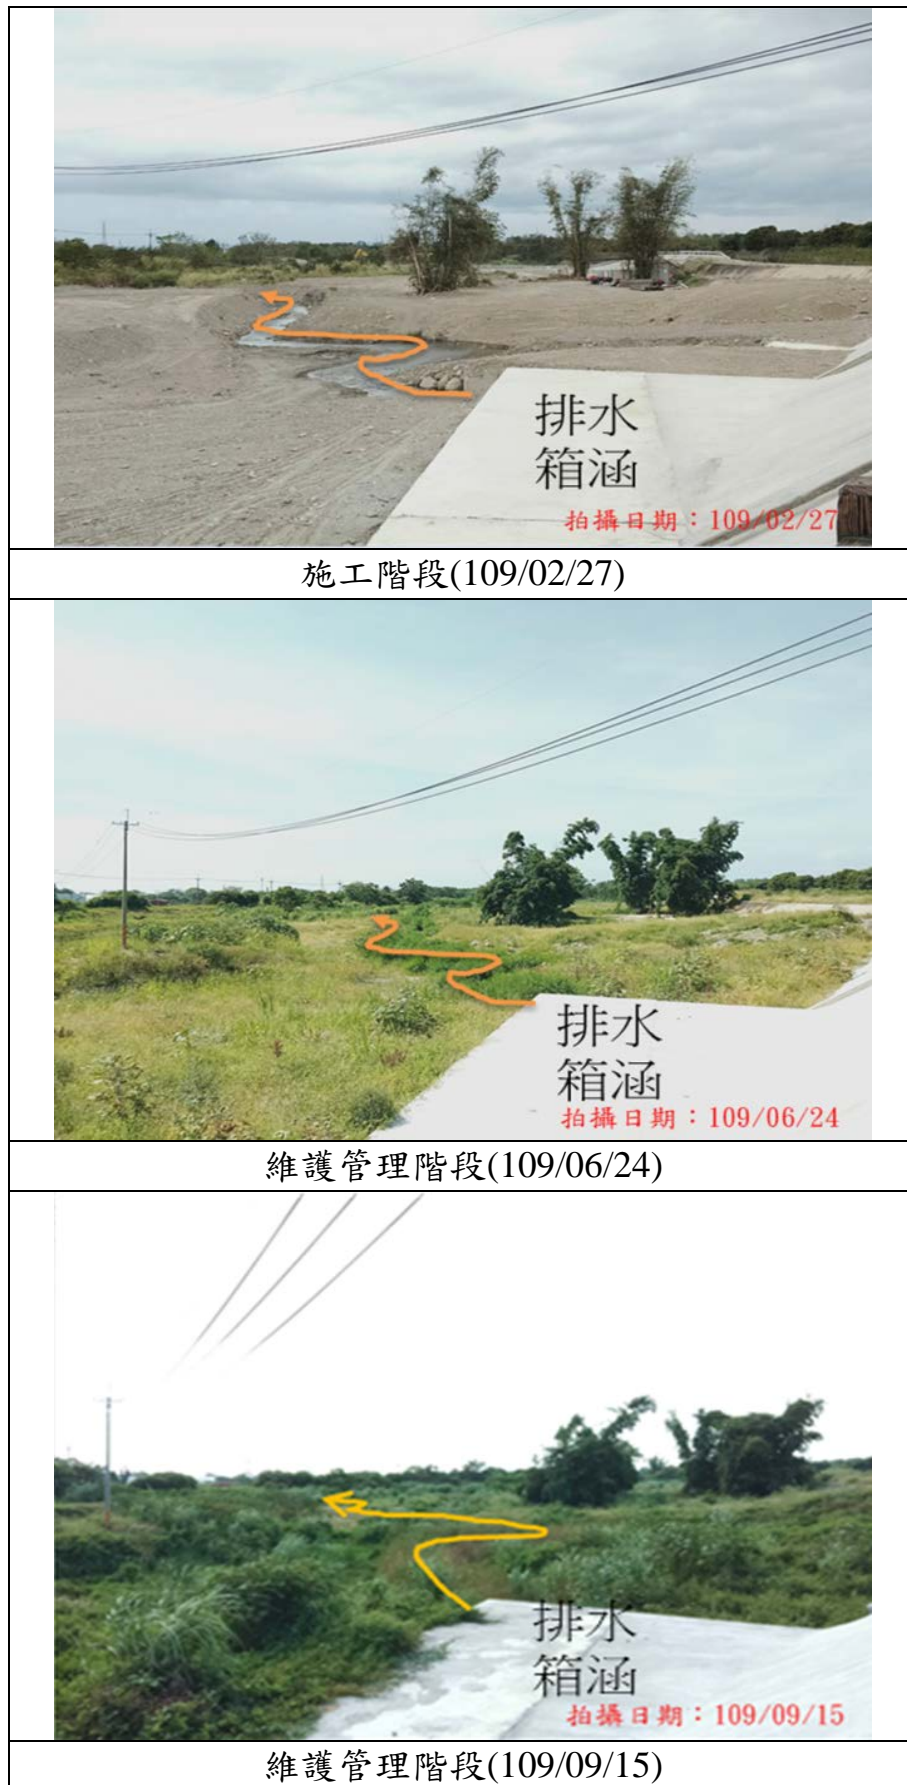 排水
箱涵
拍攝日期：109/02/27
施工階段(109/02/27)
排水
箱涵
拍攝日期：109/06/24
維護管理階段(109/06/24)
排水
箱涵
拍攝日期：109/09/15
維護管理階段(109/09/15)